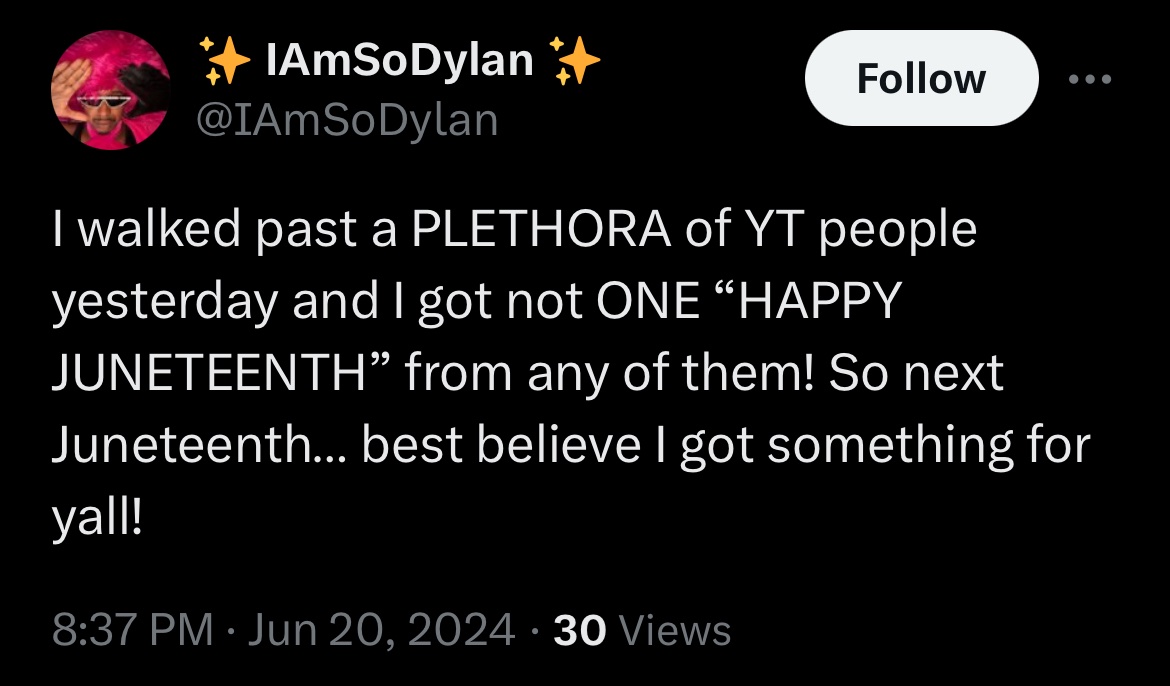 ✨ IAmSoDylan ✨
@IAmSoDylan
Follow
I walked past a PLETHORA of YT people
yesterday and I got not ONE “HAPPY
JUNETEENTH” from any of them! So next
Juneteenth... best believe I got something for
yall!
8:37 PM · Jun 20, 2024 · 30 Views